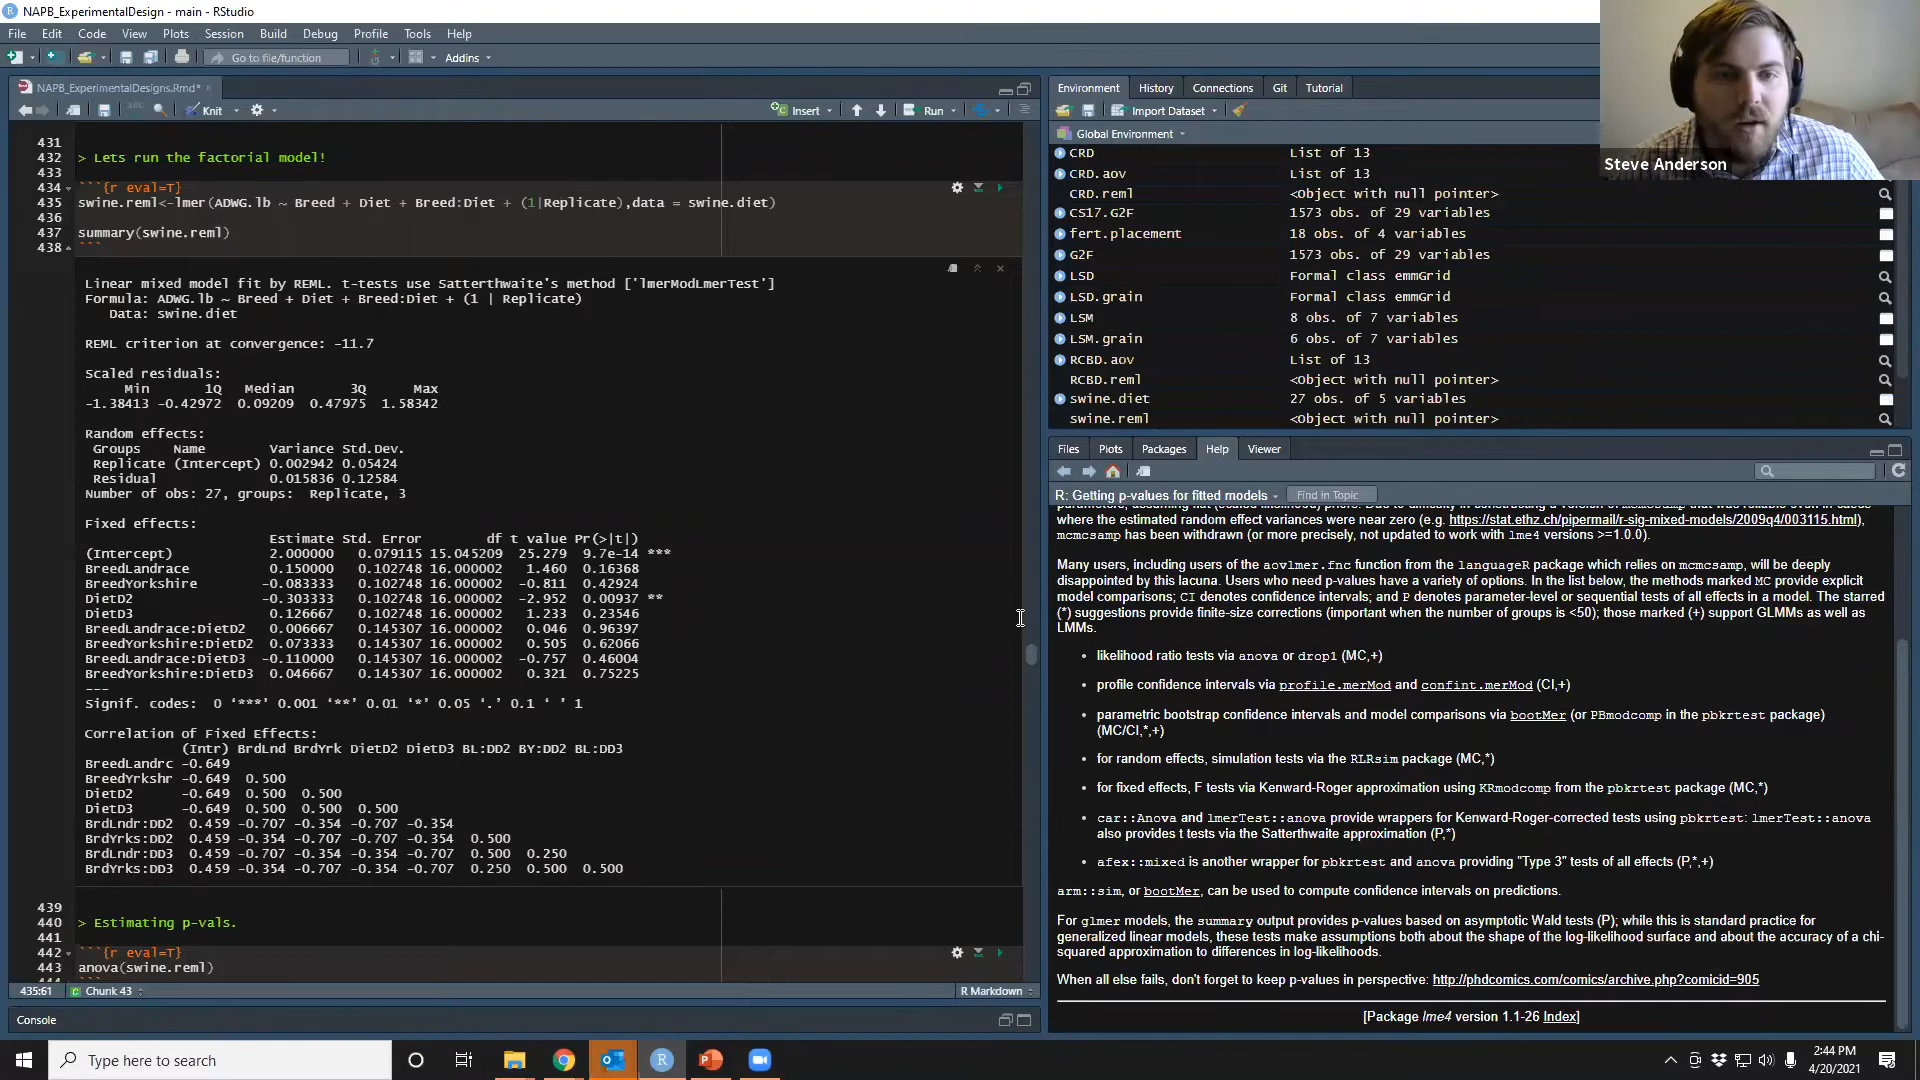 NAPB_ExperimentalDesign - main - RStudio
File Edit Code View Plots Session Build Debug Profile Tools Help
Go to file/function Addins
NAPB_ExperimentalDesigns.Rmd*
ABC Knit Insert Run
431
432 > Lets run the factorial model!
433
434 ```{r eval=T}
435 swine.reml<-lmer(ADWG.lb ~ Breed + Diet + Breed:Diet + (1|Replicate),data = swine.diet)
436
437 summary(swine.reml)
438 ```
Linear mixed model fit by REML. t-tests use Satterthwaite's method ['lmerModLmerTest']
Formula: ADWG.lb ~ Breed + Diet + Breed:Diet + (1 | Replicate)
Data: swine.diet
REML criterion at convergence: -11.7
Scaled residuals:
Min 1Q Median 3Q Max
-1.38413 -0.42972 0.09209 0.47975 1.58342
Random effects:
Groups Name Variance Std.Dev.
Replicate (Intercept) 0.002942 0.05424
Residual 0.015836 0.12584
Number of obs: 27, groups: Replicate, 3
Fixed effects:
Estimate Std. Error df t value Pr(>|t|)
(Intercept) 2.000000 0.079115 15.045209 25.279 9.7e-14 ***
BreedLandrace 0.150000 0.102748 16.000002 1.460 0.16368
BreedYorkshire -0.083333 0.102748 16.000002 -0.811 0.42924
DietD2 -0.303333 0.102748 16.000002 -2.952 0.00937 **
DietD3 0.126667 0.102748 16.000002 1.233 0.23546
BreedLandrace:DietD2 0.006667 0.145307 16.000002 0.046 0.96397
BreedYorkshire:DietD2 0.073333 0.145307 16.000002 0.505 0.62066
BreedLandrace:DietD3 -0.110000 0.145307 16.000002 -0.757 0.46004
BreedYorkshire:DietD3 0.046667 0.145307 16.000002 0.321 0.75225
---
Signif. codes: 0 ‘***’ 0.001 ‘**’ 0.01 ‘*’ 0.05 ‘.’ 0.1 ‘ ’ 1
Correlation of Fixed Effects:
(Intr) BrdLnd BrdYrk DietD2 DietD3 BL:DD2 BY:DD2 BL:DD3
BreedLandrc -0.649
BreedYrkshr -0.649 0.500
DietD2 -0.649 0.500 0.500
DietD3 -0.649 0.500 0.500 0.500
BrdLndr:DD2 0.459 -0.707 -0.354 -0.707 -0.354
BrdYrks:DD2 0.459 -0.354 -0.707 -0.707 -0.354 0.500
BrdLndr:DD3 0.459 -0.707 -0.354 -0.354 -0.707 0.500 0.250
BrdYrks:DD3 0.459 -0.354 -0.707 -0.354 -0.707 0.250 0.500 0.500
439
440 > Estimating p-vals.
441
442 ```{r eval=T}
443 anova(swine.reml)
435:61 Chunk 43 R Markdown
Console
Environment History Connections Git Tutorial
Import Dataset
Global Environment
CRD List of 13
CRD.aov List of 13
CRD.reml <Object with null pointer>
CS17.G2F 1573 obs. of 29 variables
fert.placement 18 obs. of 4 variables
G2F 1573 obs. of 29 variables
LSD Formal class emmGrid
LSD.grain Formal class emmGrid
LSM 8 obs. of 7 variables
LSM.grain 6 obs. of 7 variables
RCBD.aov List of 13
RCBD.reml <Object with null pointer>
swine.diet 27 obs. of 5 variables
swine.reml <Object with null pointer>
Steve Anderson
Files Plots Packages Help Viewer
R: Getting p-values for fitted models Find in Topic
where the estimated random effect variances were near zero (e.g. https://stat.ethz.ch/pipermail/r-sig-mixed-models/2009q4/003115.html),
mcmcsamp has been withdrawn (or more precisely, not updated to work with lme4 versions >=1.0.0).
Many users, including users of the aovlmer.fnc function from the languageR package which relies on mcmcsamp, will be deeply
disappointed by this lacuna. Users who need p-values have a variety of options. In the list below, the methods marked MC provide explicit
model comparisons; CI denotes confidence intervals; and P denotes parameter-level or sequential tests of all effects in a model. The starred
(*) suggestions provide finite-size corrections (important when the number of groups is <50); those marked (+) support GLMMs as well as
LMMs.
• likelihood ratio tests via anova or drop1 (MC,+)
• profile confidence intervals via profile.merMod and confint.merMod (CI,+)
• parametric bootstrap confidence intervals and model comparisons via bootMer (or PBmodcomp in the pbkrtest package)
(MC/CI,*,+)
• for random effects, simulation tests via the RLRsim package (MC,*)
• for fixed effects, F tests via Kenward-Roger approximation using KRmodcomp from the pbkrtest package (MC,*)
• car::Anova and lmerTest::anova provide wrappers for Kenward-Roger-corrected tests using pbkrtest: lmerTest::anova
also provides t tests via the Satterthwaite approximation (P,*)
• afex::mixed is another wrapper for pbkrtest and anova providing "Type 3" tests of all effects (P,*,+)
arm::sim, or bootMer, can be used to compute confidence intervals on predictions.
For glmer models, the summary output provides p-values based on asymptotic Wald tests (P); while this is standard practice for
generalized linear models, these tests make assumptions both about the shape of the log-likelihood surface and about the accuracy of a chi-
squared approximation to differences in log-likelihoods.
When all else fails, don't forget to keep p-values in perspective: http://phdcomics.com/comics/archive.php?comicid=905
[Package lme4 version 1.1-26 Index]
Type here to search
2:44 PM
4/20/2021